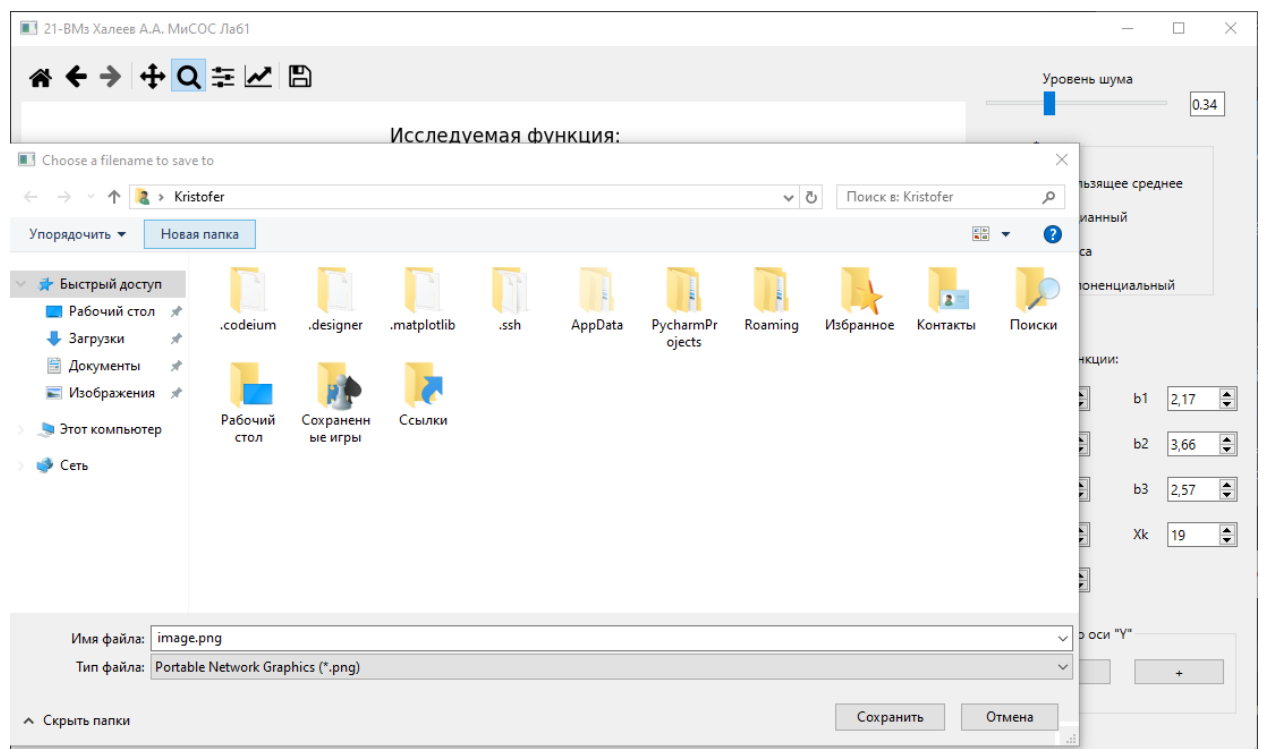 21-ВМз Халеев А.А. МиСОС Лаб1
Уровень шума
0.34
Исследуемая функция:
Choose a filename to save to
Kristofer
Поиск в: Kristofer
Упорядочить
Новая папка
Быстрый доступ
Рабочий стол
Загрузки
Документы
Изображения
Этот компьютер
Сеть
.codeium
.designer
.matplotlib
.ssh
AppData
PycharmPr
ojects
Roaming
Избранное
Контакты
Поиски
Рабочий
стол
Сохраненн
ые игры
Ссылки
льзящее среднее
ианный
са
поненциальный
нкции:
b1 2,17
b2 3,66
b3 2,57
Xk 19
о оси "Y"
+
Имя файла: image.png
Тип файла: Portable Network Graphics (*.png)
Скрыть папки
Сохранить
Отмена